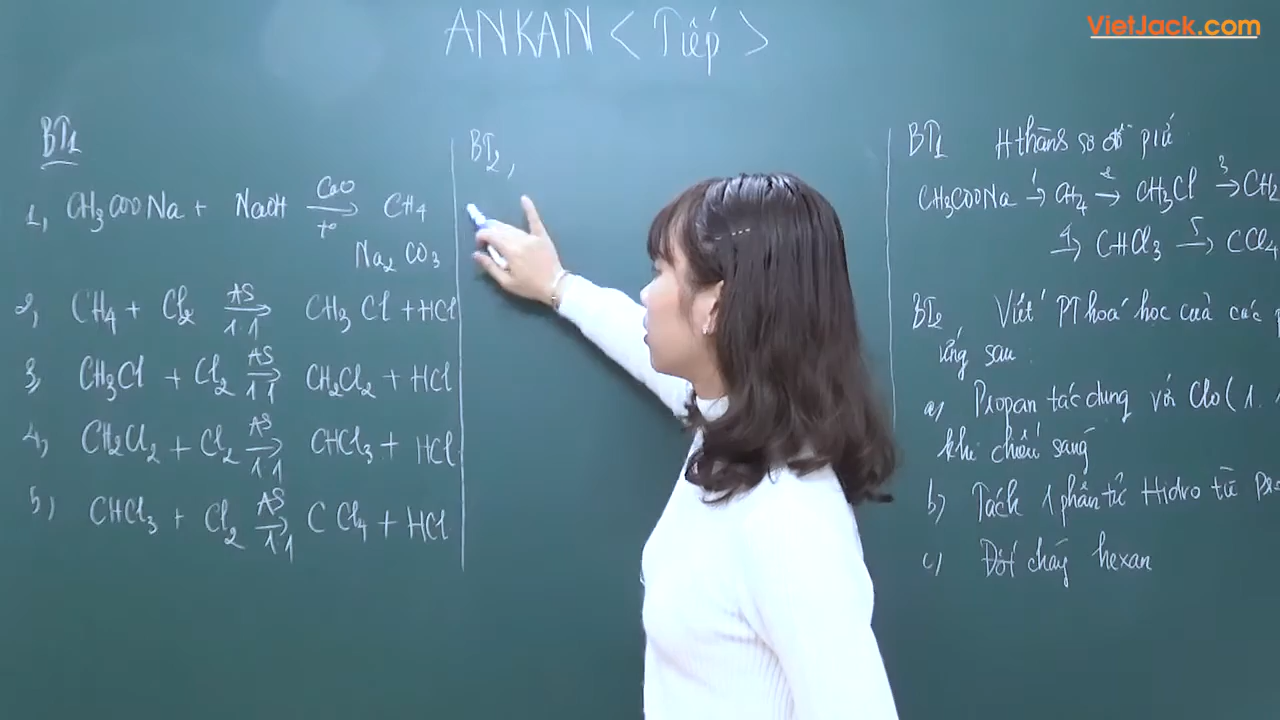 VietJack.com
ANKAN < Tiếp >
BT1
1, CH3COONa + NaOH CaO → t° CH4
Na2CO3
2, CH4 + Cl2 AS → 1.1 CH3Cl + HCl
3, CH3Cl + Cl2 AS → 1.1 CH2Cl2 + HCl
4, CH2Cl2 + Cl2 AS → 1.1 CHCl3 + HCl
5) CHCl3 + Cl2 AS → 1.1 CCl4 + HCl
BT2,
BT1 Hthành sơ đồ pứ
CH3COONa 1→ CH4 2→ CH3Cl 3→ CH2
4→ CHCl3 5→ CCl4
BT2 Viết PT hoá học của các
ứng sau:
a, Propan tác dụng với Clo (1.1
khi chiếu sáng
b) Tách 1 phân tử Hidro từ
c, Đốt cháy hexan